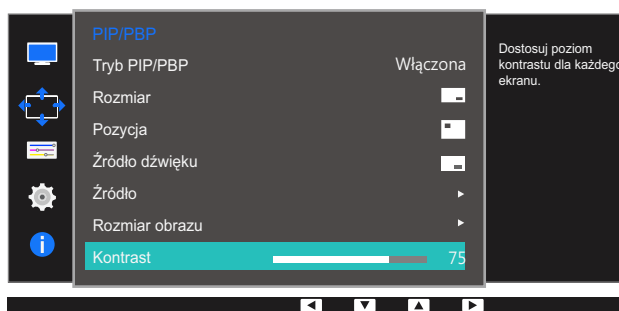 PIP/PBP
Tryb PIP/PBP Włączona
Rozmiar
Pozycja
Źródło dźwięku
Źródło
Rozmiar obrazu
Kontrast 75
Dostosuj poziom
kontrastu dla każdego
ekranu.